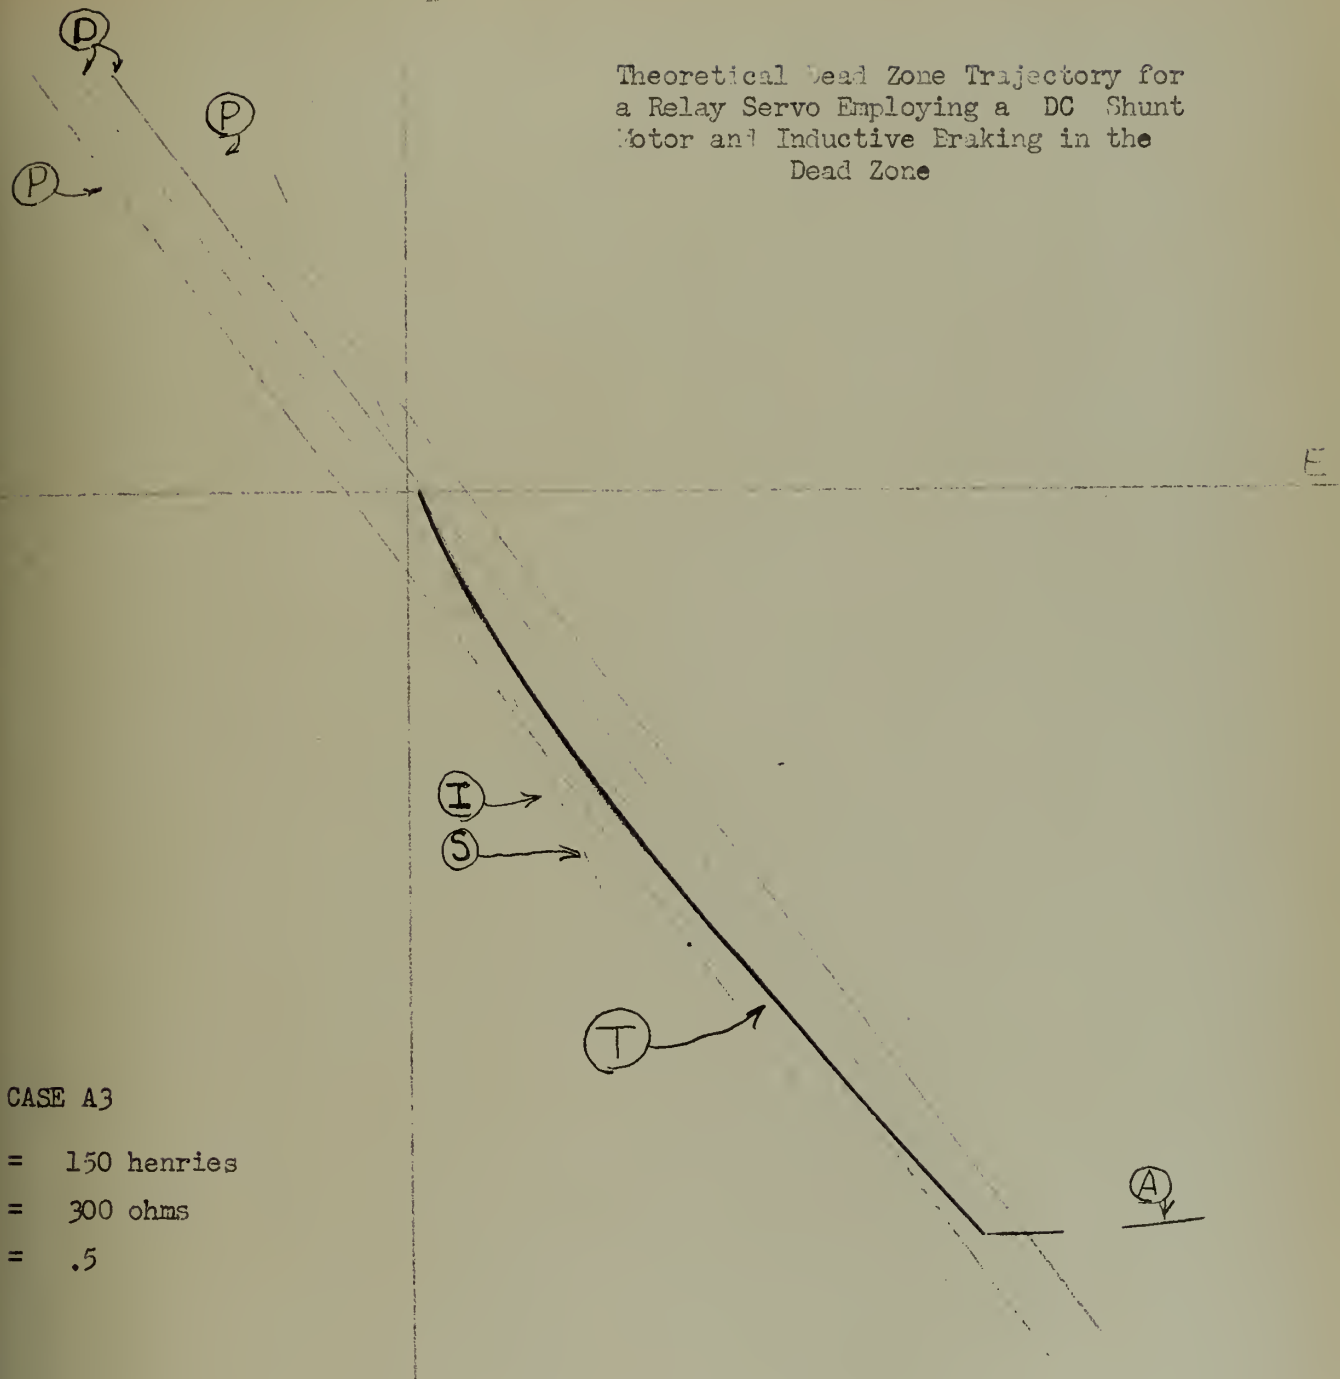 D
Theoretical Dead Zone Trajectory for
a Relay Servo Employing a DC Shunt
Motor and Inductive Braking in the
Dead Zone
P
P
E
I
S
T
CASE A3
= 150 henries
= 300 ohms
= .5
A